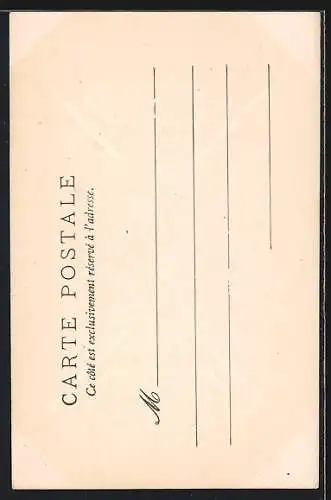 CARTE POSTALE
Ce côté est exclusivement réservé à l'adresse.
M